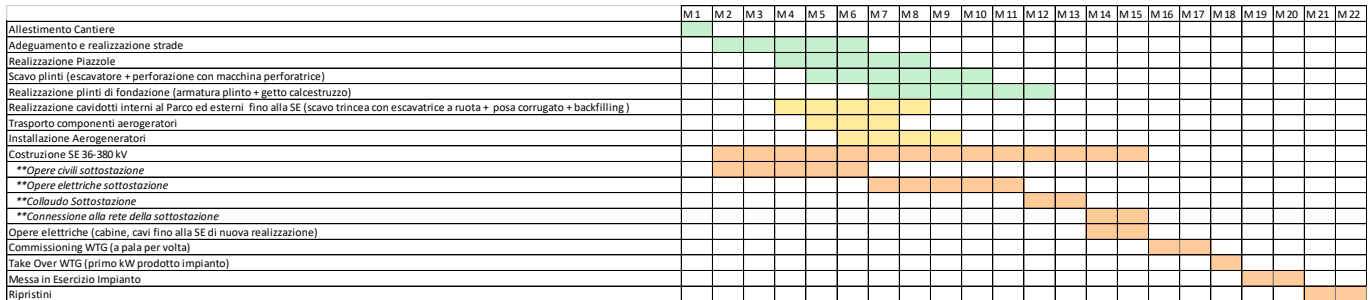 M 1 M 2 M 3 M 4 M 5 M 6 M 7 M 8 M 9 M 10 M 11 M 12 M 13 M 14 M 15 M 16 M 17 M 18 M 19 M 20 M 21 M 22
Allestimento Cantiere
Adeguamento e realizzazione strade
Realizzazione Piazzole
Scavo plinti (escavatore + perforazione con macchina perforatrice)
Realizzazione plinti di fondazione (armatura plinto + getto calcestruzzo)
Realizzazione cavidotti interni al Parco ed esterni fino alla SE (scavo trincea con escavatrice a ruota + posa corrugato + backfilling )
Trasporto componenti aerogeratori
Installazione Aerogeneratori
Costruzione SE 36-380 kV
**Opere civili sottostazione
**Opere elettriche sottostazione
**Collaudo Sottostazione
**Connessione alla rete della sottostazione
Opere elettriche (cabine, cavi fino alla SE di nuova realizzazione)
Commissioning WTG (a pala per volta)
Take Over WTG (primo kW prodotto impianto)
Messa in Esercizio Impianto
Ripristini